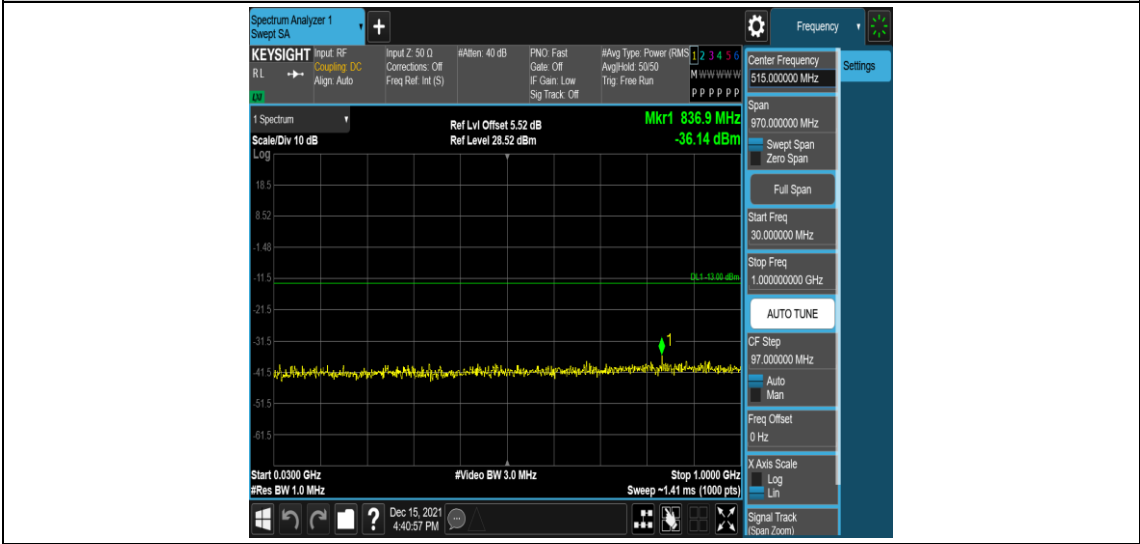 Spectrum Analyzer 1
Swept SA
+
Frequency
KEYSIGHT
RL
Input: RF
Coupling: DC
Align: Auto
Input Z: 50 Ω
Corrections: Off
Freq Ref: Int (S)
#Atten: 40 dB
PNO: Fast
Gate: Off
IF Gain: Low
Sig Track: Off
#Avg Type: Power (RMS
Avg|Hold: 50/50
Trig: Free Run
1 2 3 4 5 6
M W W W W W
P P P P P P
1 Spectrum
Scale/Div 10 dB
Log
Ref Lvl Offset 5.52 dB
Ref Level 28.52 dBm
Mkr1 836.9 MHz
-36.14 dBm
18.5
8.52
-1.48
-11.5
DL1 -13.00 dBm
-21.5
-31.5
1
-41.5
-51.5
-61.5
Start 0.0300 GHz
#Res BW 1.0 MHz
#Video BW 3.0 MHz
Stop 1.0000 GHz
Sweep ~1.41 ms (1000 pts)
?
Dec 15, 2021
4:40:57 PM
Center Frequency
515.000000 MHz
Settings
Span
970.000000 MHz
Swept Span
Zero Span
Full Span
Start Freq
30.000000 MHz
Stop Freq
1.000000000 GHz
AUTO TUNE
CF Step
97.000000 MHz
Auto
Man
Freq Offset
0 Hz
X Axis Scale
Log
Lin
Signal Track
(Span Zoom)